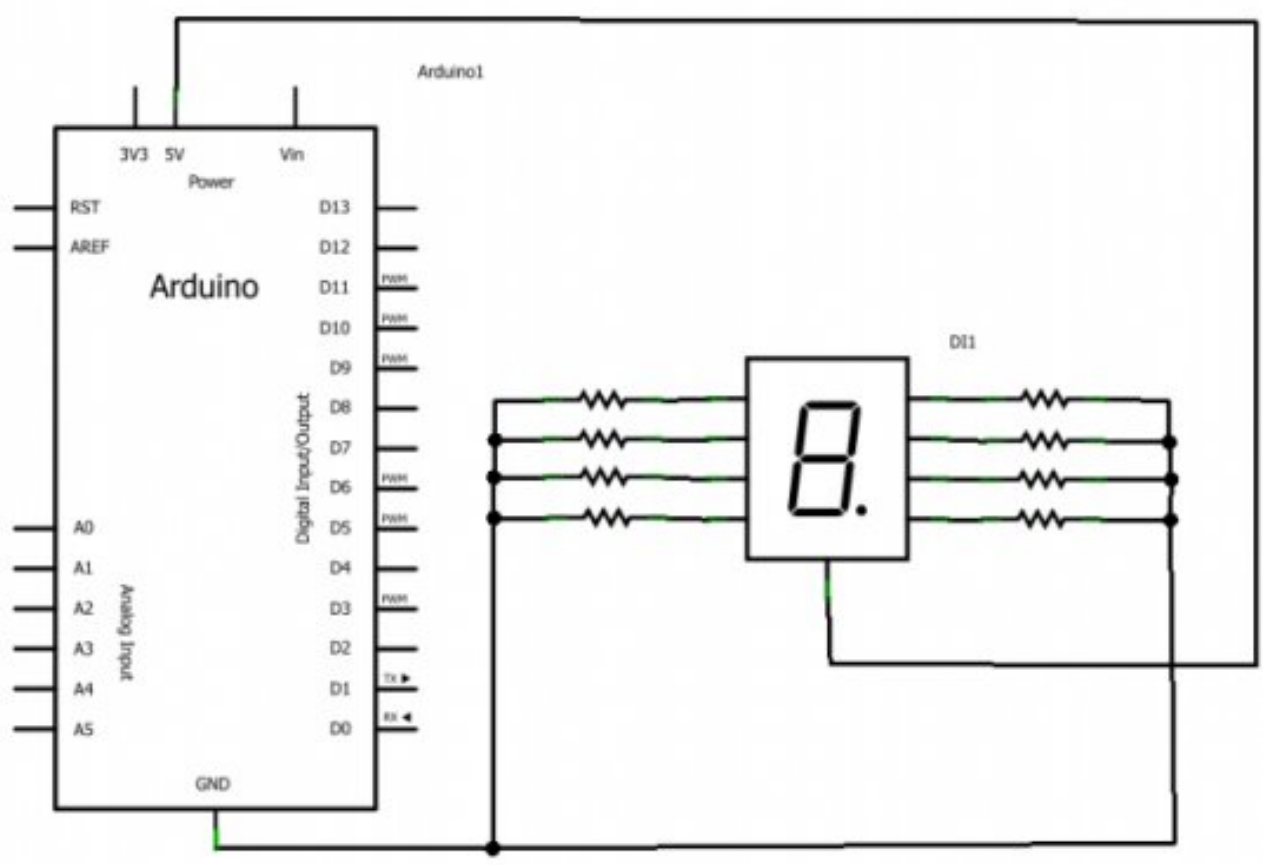 Arduino1
3V3 5V Vin
Power
RST D13
AREF D12
Arduino
D11 PWM
D10 PWM
D9 PWM
DI1
D8
D7
D6 PWM
Digital Input/Output
A0 D5 PWM
A1 D4
A2 D3 PWM
Analog Input
A3 D2
A4 D1 TX
A5 D0 RX
GND